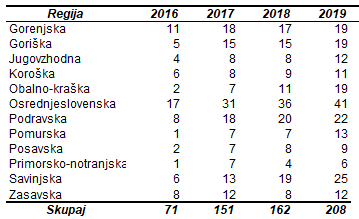 Regija 2016 2017 2018 2019
Gorenjska 11 18 17 19
Goriška 5 15 15 19
Jugovzhodna 4 8 8 12
Koroška 6 8 9 11
Obalno-kraška 2 7 11 19
Osrednjeslovenska 17 31 36 41
Podravska 8 18 20 22
Pomurska 1 7 7 13
Posavska 2 7 8 9
Primorsko-notranjska 1 7 4 6
Savinjska 6 13 19 25
Zasavska 8 12 8 12
Skupaj 71 151 162 208